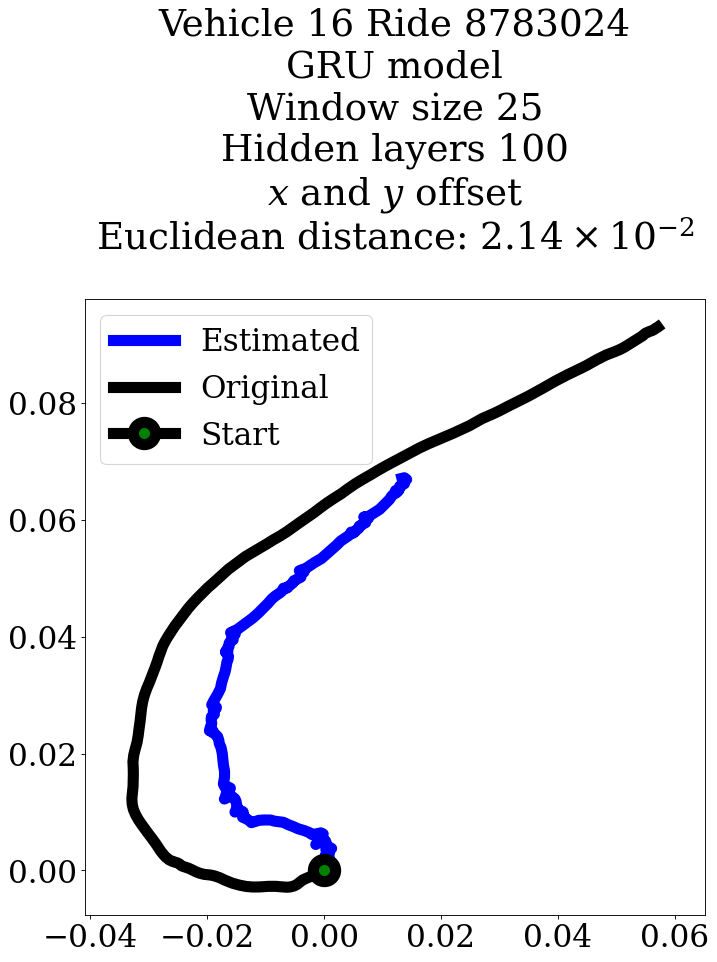 Vehicle 16 Ride 8783024
GRU model
Window size 25
Hidden layers 100
x and y offset
Euclidean distance: 2.14 × 10⁻²
Estimated
Original
Start
0.08
0.06
0.04
0.02
0.00
−0.04 −0.02 0.00 0.02 0.04 0.06